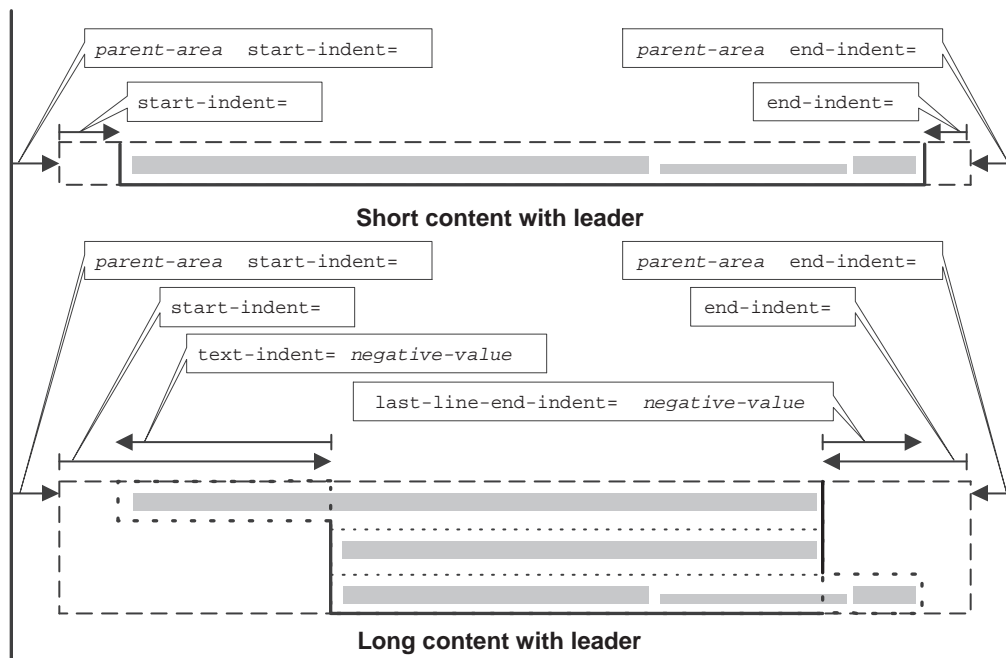 parent-area start-indent=
parent-area end-indent=
start-indent=
end-indent=
Short content with leader
parent-area start-indent=
parent-area end-indent=
start-indent=
end-indent=
text-indent= negative-value
last-line-end-indent= negative-value
Long content with leader